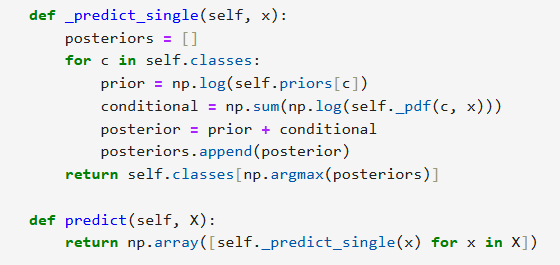 def _predict_single(self, x):
    posteriors = []
    for c in self.classes:
        prior = np.log(self.priors[c])
        conditional = np.sum(np.log(self._pdf(c, x)))
        posterior = prior + conditional
        posteriors.append(posterior)
    return self.classes[np.argmax(posteriors)]

def predict(self, X):
    return np.array([self._predict_single(x) for x in X])